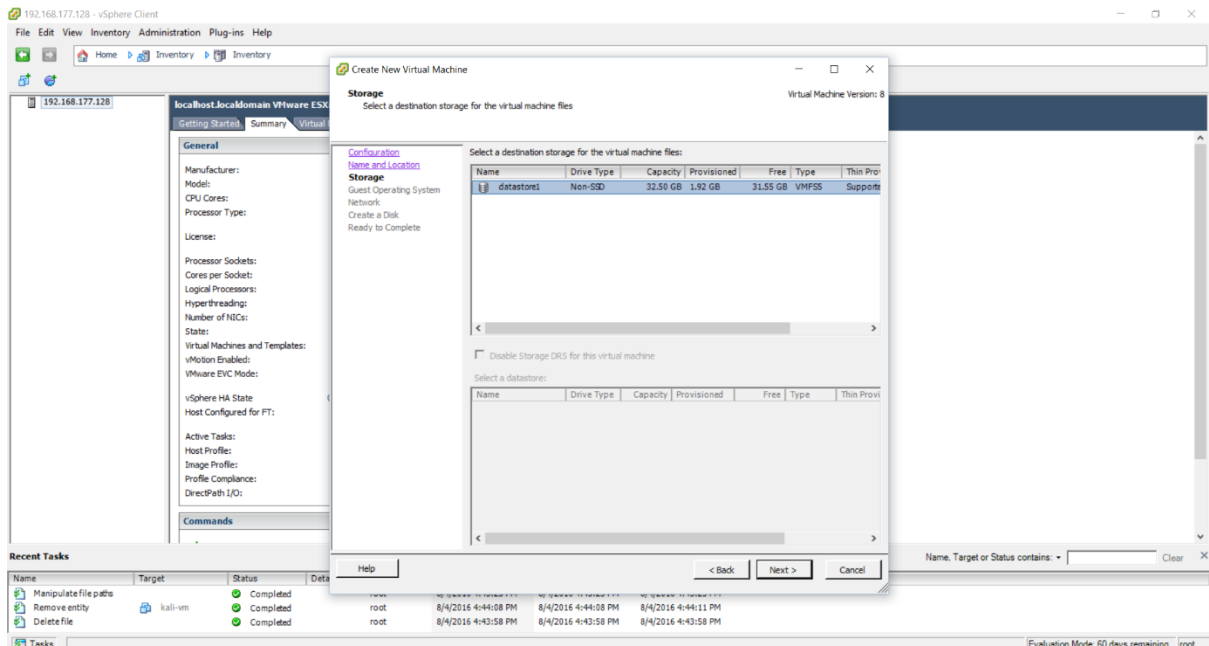 192.168.177.128 - vSphere Client
File Edit View Inventory Administration Plug-ins Help
Home Inventory Inventory
192.168.177.128
localhost.localdomain VMware ESX
Getting Started Summary Virtual
General
Manufacturer:
Model:
CPU Cores:
Processor Type:
License:
Processor Sockets:
Cores per Socket:
Logical Processors:
Hyperthreading:
Number of NICs:
State:
Virtual Machines and Templates:
vMotion Enabled:
VMware EVC Mode:
vSphere HA State
Host Configured for FT:
Active Tasks:
Host Profile:
Image Profile:
Profile Compliance:
DirectPath I/O:
Commands
Create New Virtual Machine
Storage
Select a destination storage for the virtual machine files
Virtual Machine Version: 8
Configuration
Name and Location
Storage
Guest Operating System
Network
Create a Disk
Ready to Complete
Select a destination storage for the virtual machine files:
Name Drive Type Capacity Provisioned Free Type Thin Prov
datastore1 Non-SSD 32.50 GB 1.92 GB 31.55 GB VMFS5 Supporte
Disable Storage DRS for this virtual machine
Select a datastore:
Name Drive Type Capacity Provisioned Free Type Thin Provi
Help < Back Next > Cancel
Recent Tasks
Name, Target or Status contains: Clear
Name Target Status Deta
Manipulate file paths Completed
Remove entity kali-vm Completed root 8/4/2016 4:44:08 PM 8/4/2016 4:44:08 PM 8/4/2016 4:44:11 PM
Delete file Completed root 8/4/2016 4:43:58 PM 8/4/2016 4:43:58 PM 8/4/2016 4:43:58 PM
Tasks Evaluation Mode: 60 days remaining root